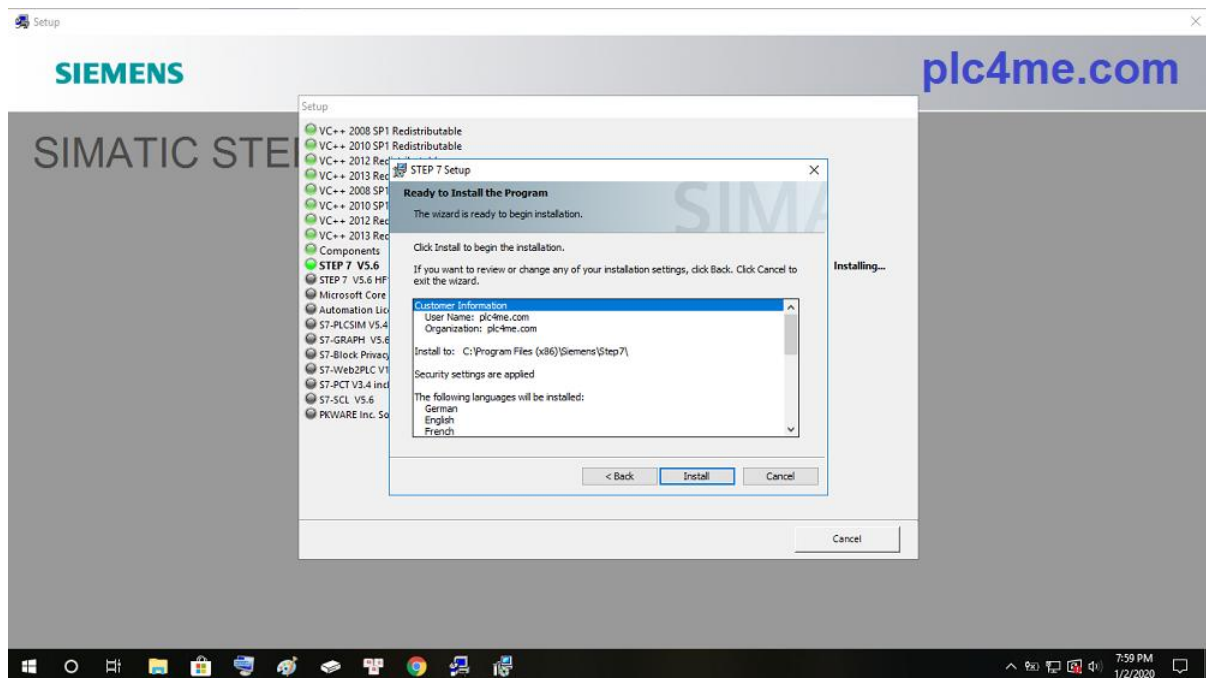 Setup
SIEMENS
plc4me.com
SIMATIC STE
Setup
VC++ 2008 SP1 Redistributable
VC++ 2010 SP1 Redistributable
VC++ 2012 Red
VC++ 2013 Red
VC++ 2008 SP1
VC++ 2010 SP1
VC++ 2012 Red
VC++ 2013 Red
Components
STEP 7 V5.6
Installing...
STEP 7 V5.6 HF
Microsoft Core
Automation Lic
S7-PLCSIM V5.4
S7-GRAPH V5.6
S7-Block Privac
S7-Web2PLC V1
S7-PCT V3.4 incl
S7-SCL V5.6
PKWARE Inc. So
STEP 7 Setup
Ready to Install the Program
The wizard is ready to begin installation.
SIMA
Click Install to begin the installation.
If you want to review or change any of your installation settings, click Back. Click Cancel to
exit the wizard.
Customer Information
User Name: plc4me.com
Organization: plc4me.com
Install to: C:\Program Files (x86)\Siemens\Step7\
Security settings are applied
The following languages will be installed:
German
English
French
< Back
Install
Cancel
Cancel
7:59 PM
1/2/2020